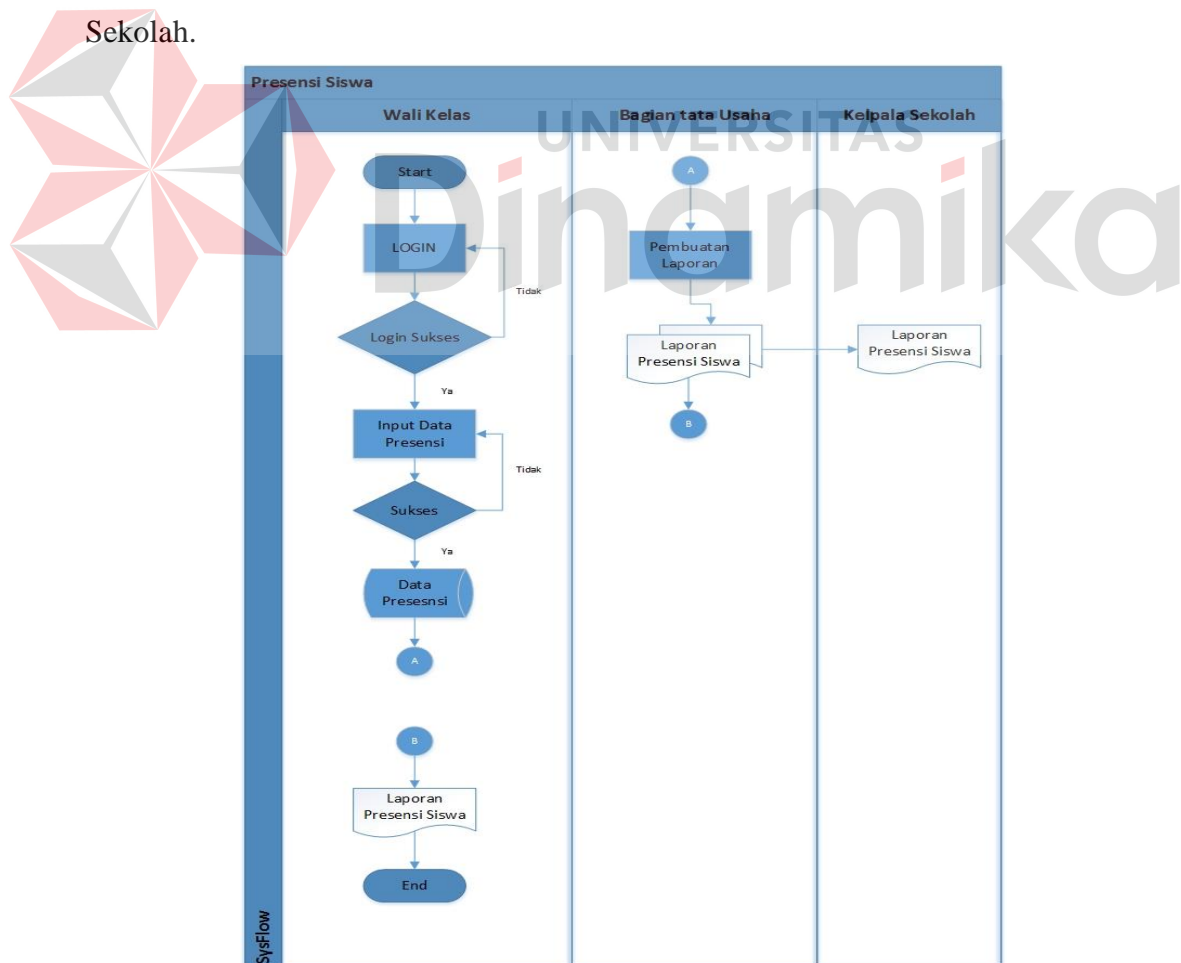 Sekolah.
Presensi Siswa
Wali Kelas
Bagian tata Usaha
Kelpala Sekolah
UNIVERSITAS
Dinamika
Start
LOGIN
Tidak
Login Sukses
Ya
Input Data
Presensi
Tidak
Sukses
Ya
Data
Presesnsi
A
B
Laporan
Presensi Siswa
End
A
Pembuatan
Laporan
Laporan
Presensi Siswa
B
Laporan
Presensi Siswa
SysFlow